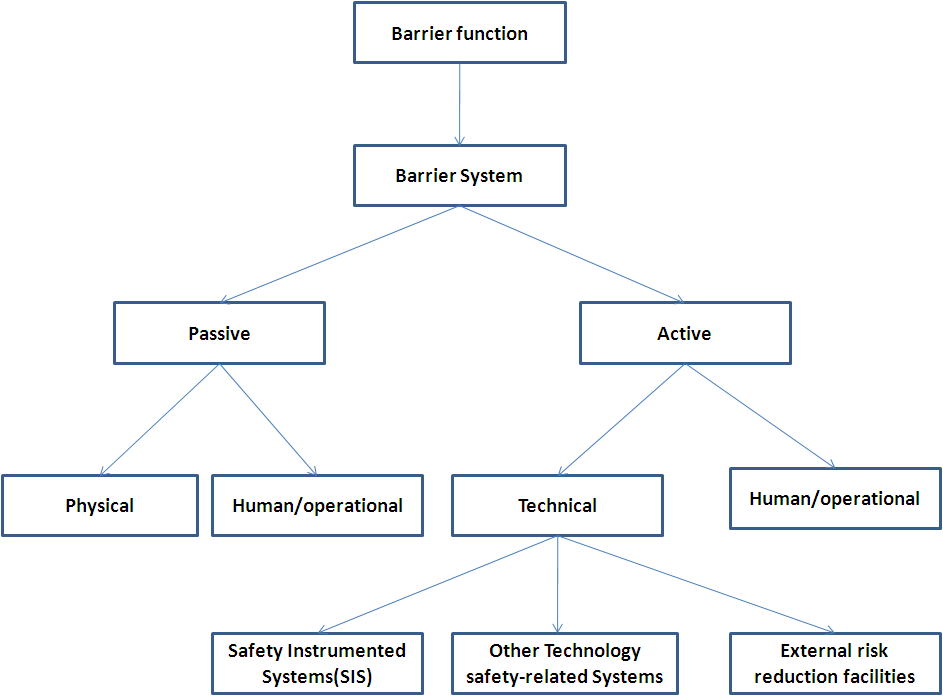 Barrier function
Barrier System
Passive
Active
Physical
Human/operational
Technical
Human/operational
Safety Instrumented
Systems(SIS)
Other Technology
safety-related Systems
External risk
reduction facilities